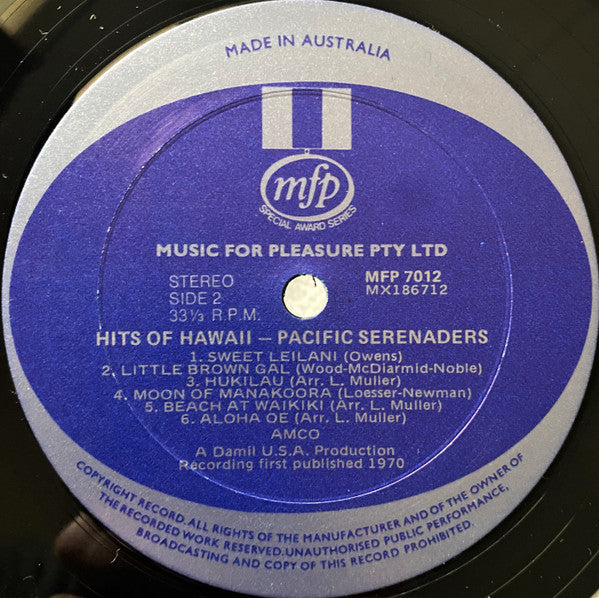 MADE IN AUSTRALIA
mfp
SPECIAL AWARD SERIES
MUSIC FOR PLEASURE PTY LTD
STEREO
SIDE 2
33⅓ R.P.M.
MFP 7012
MX186712
HITS OF HAWAII — PACIFIC SERENADERS
1. SWEET LEILANI (Owens)
2. LITTLE BROWN GAL (Wood-McDiarmid-Noble)
3. HUKILAU (Arr. L. Muller)
4. MOON OF MANAKOORA (Loesser-Newman)
5. BEACH AT WAIKIKI (Arr. L. Muller)
6. ALOHA OE (Arr. L. Muller)
AMCO
A Damil U.S.A. Production
Recording first published 1970
COPYRIGHT RECORD. ALL RIGHTS OF THE MANUFACTURER AND OF THE OWNER OF
THE RECORDED WORK RESERVED. UNAUTHORISED PUBLIC PERFORMANCE,
BROADCASTING AND COPY OF THIS RECORD PROHIBITED.